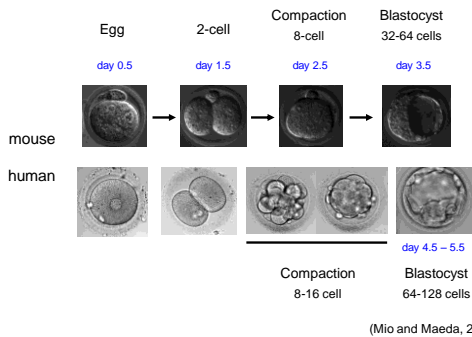 Egg
2-cell
Compaction
8-cell
Blastocyst
32-64 cells
day 0.5
day 1.5
day 2.5
day 3.5
mouse
human
day 4.5 – 5.5
Compaction
8-16 cell
Blastocyst
64-128 cells
(Mio and Maeda, 2